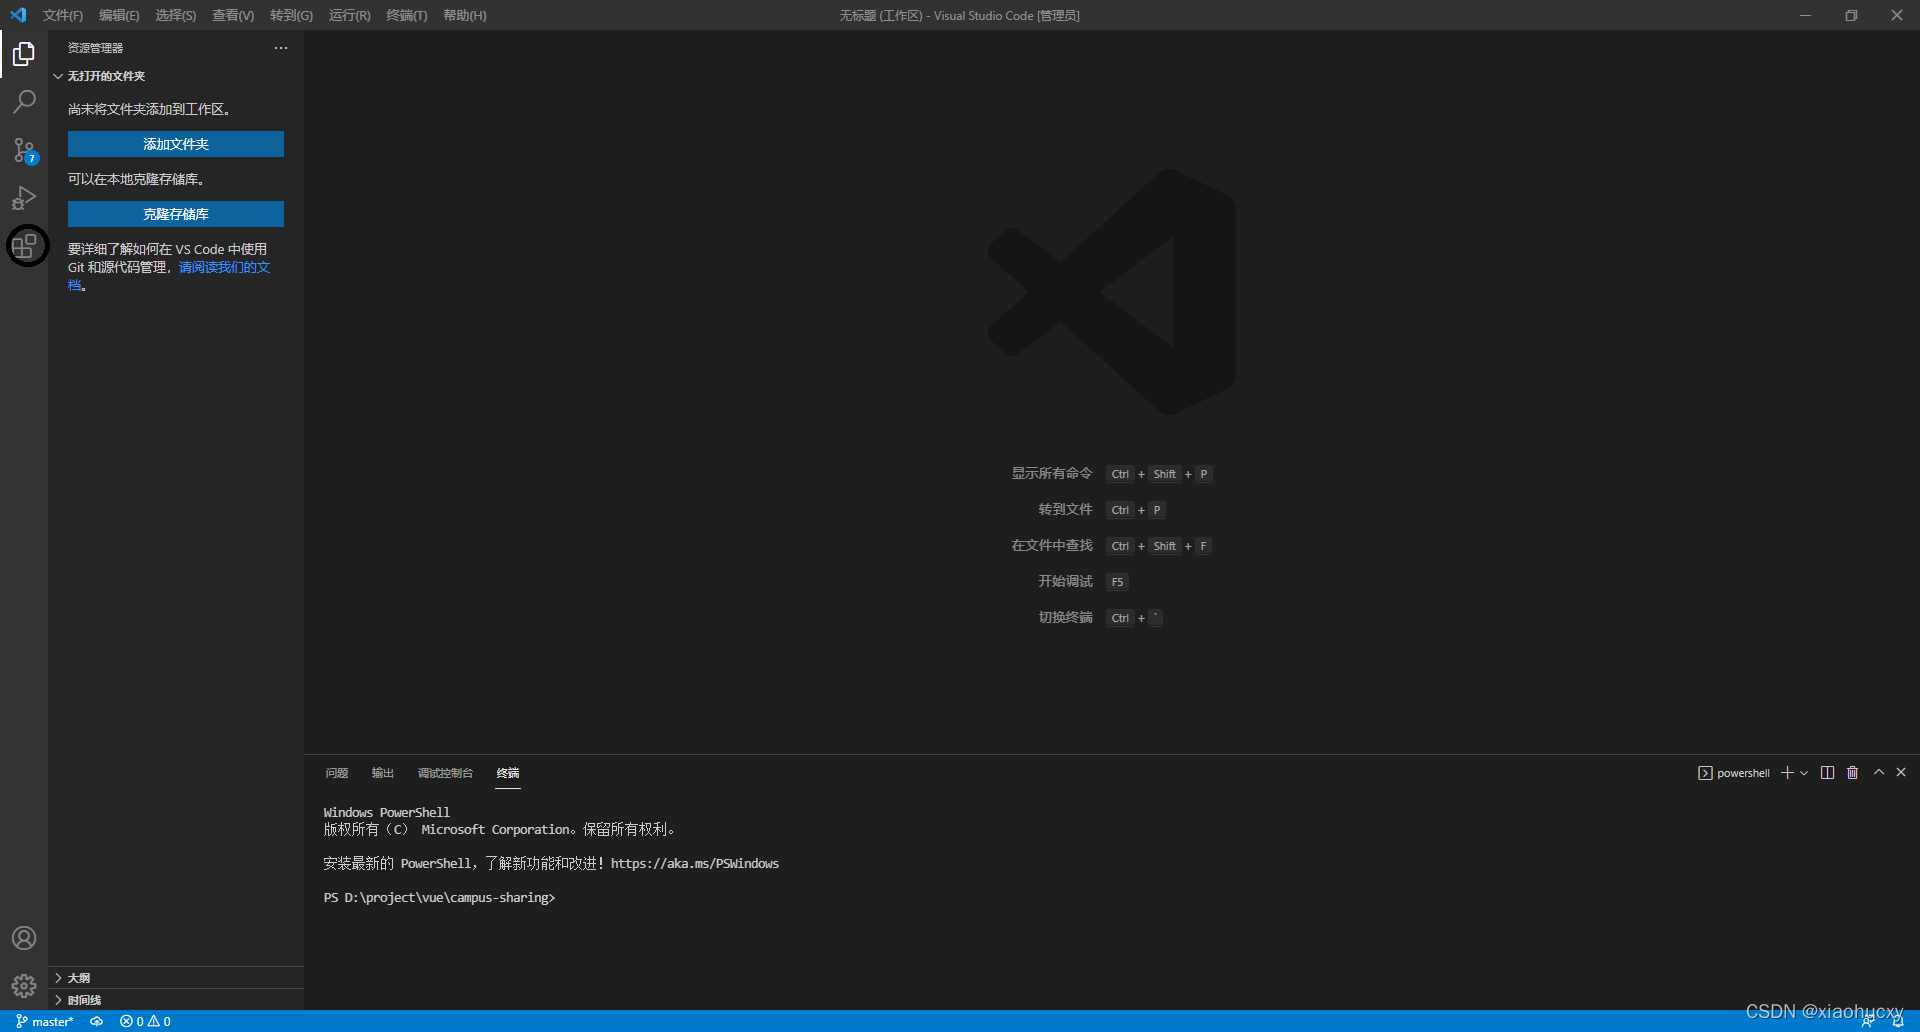 文件(F) 编辑(E) 选择(S) 查看(V) 转到(G) 运行(R) 终端(T) 帮助(H)
无标题 (工作区) - Visual Studio Code [管理员]
资源管理器
无打开的文件夹
尚未将文件夹添加到工作区。
添加文件夹
可以在本地克隆存储库。
克隆存储库
要详细了解如何在 VS Code 中使用
Git 和源代码管理，请阅读我们的文
档。
7
显示所有命令 Ctrl + Shift + P
转到文件 Ctrl + P
在文件中查找 Ctrl + Shift + F
开始调试 F5
切换终端 Ctrl + `
问题 输出 调试控制台 终端
powershell
Windows PowerShell
版权所有（C） Microsoft Corporation。保留所有权利。
安装最新的 PowerShell，了解新功能和改进！https://aka.ms/PSWindows
PS D:\project\vue\campus-sharing>
大纲
时间线
master* 0 0
CSDN @xiaohucxy